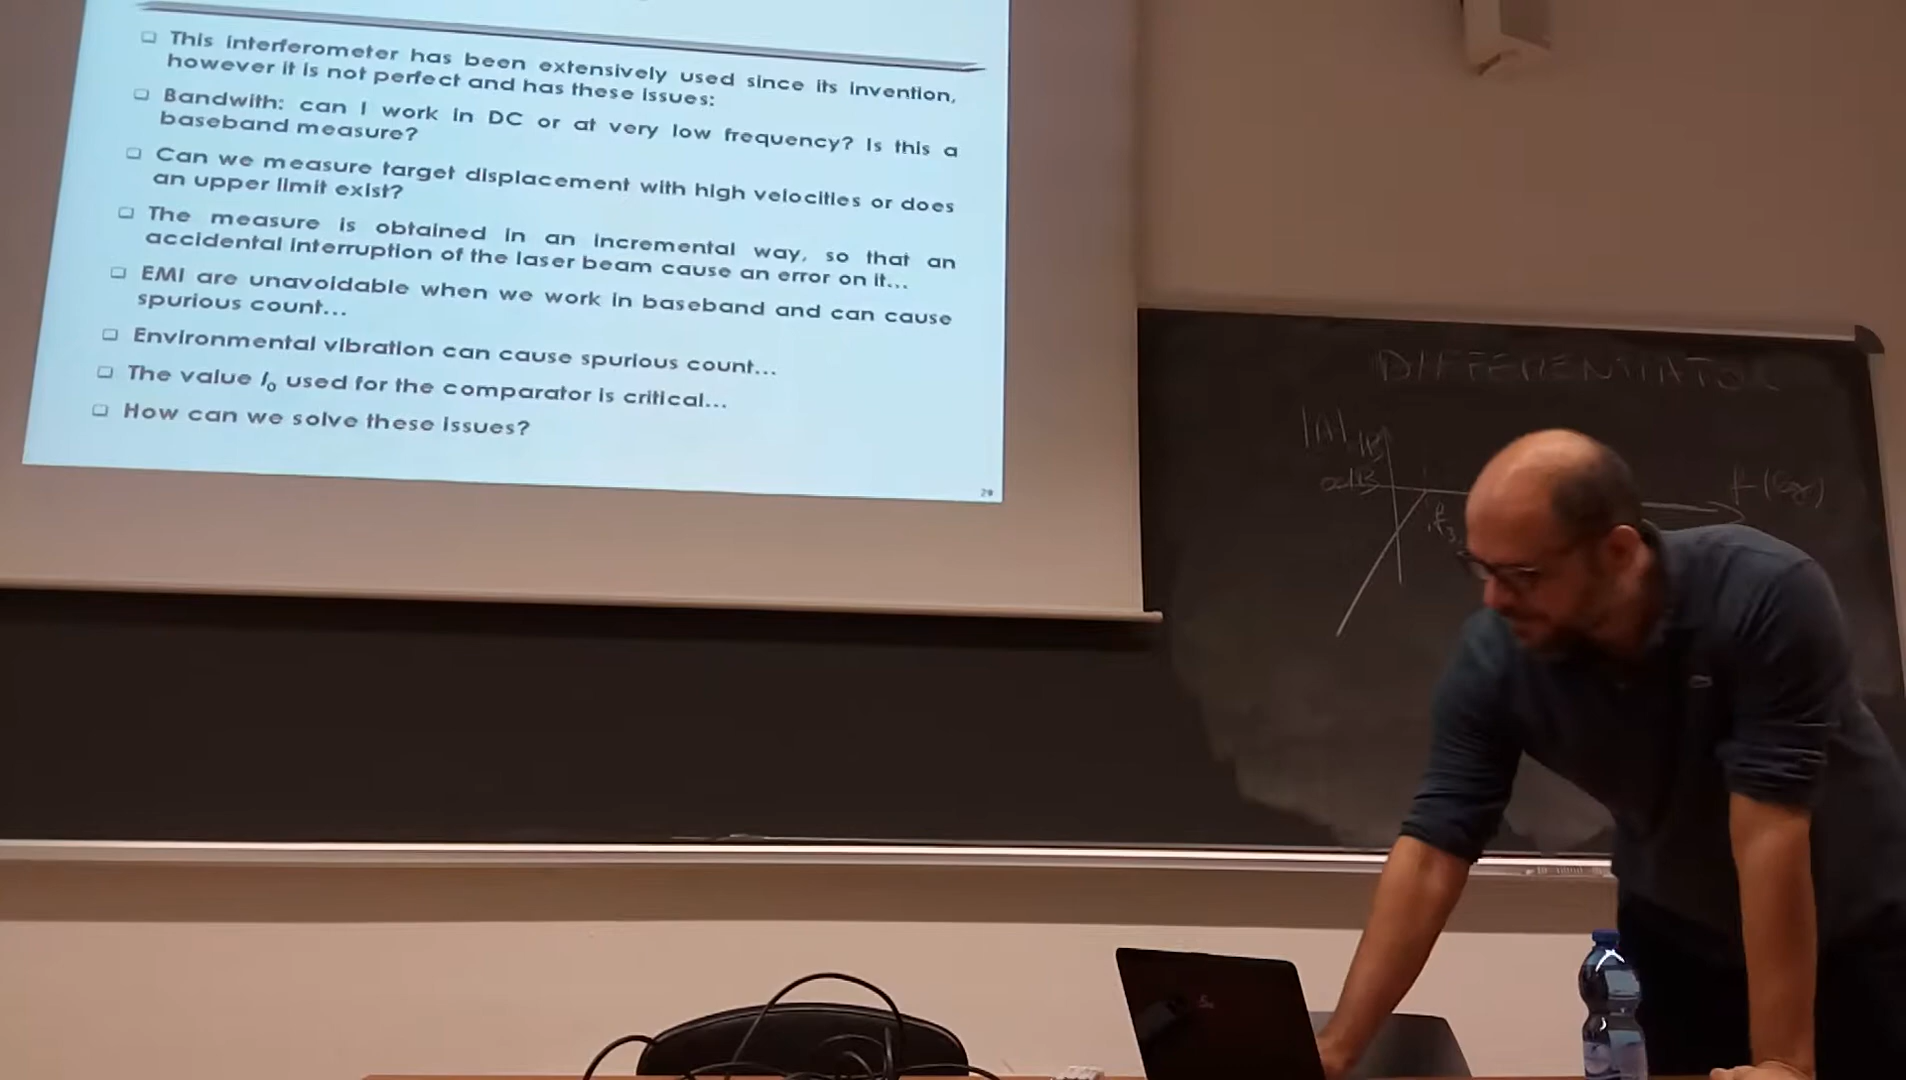 This interferometer has been extensively used since its invention,
however it is not perfect and has these issues:
Bandwith: can I work in DC or at very low frequency? Is this a
baseband measure?
Can we measure target displacement with high velocities or does
an upper limit exist?
The measure is obtained in an incremental way, so that an
accidental interruption of the laser beam cause an error on it...
EMI are unavoidable when we work in baseband and can cause
spurious count...
Environmental vibration can cause spurious count...
The value I₀ used for the comparator is critical...
How can we solve these issues?
DIFFERENTIATOR
|A| dB
0dB
f (log)